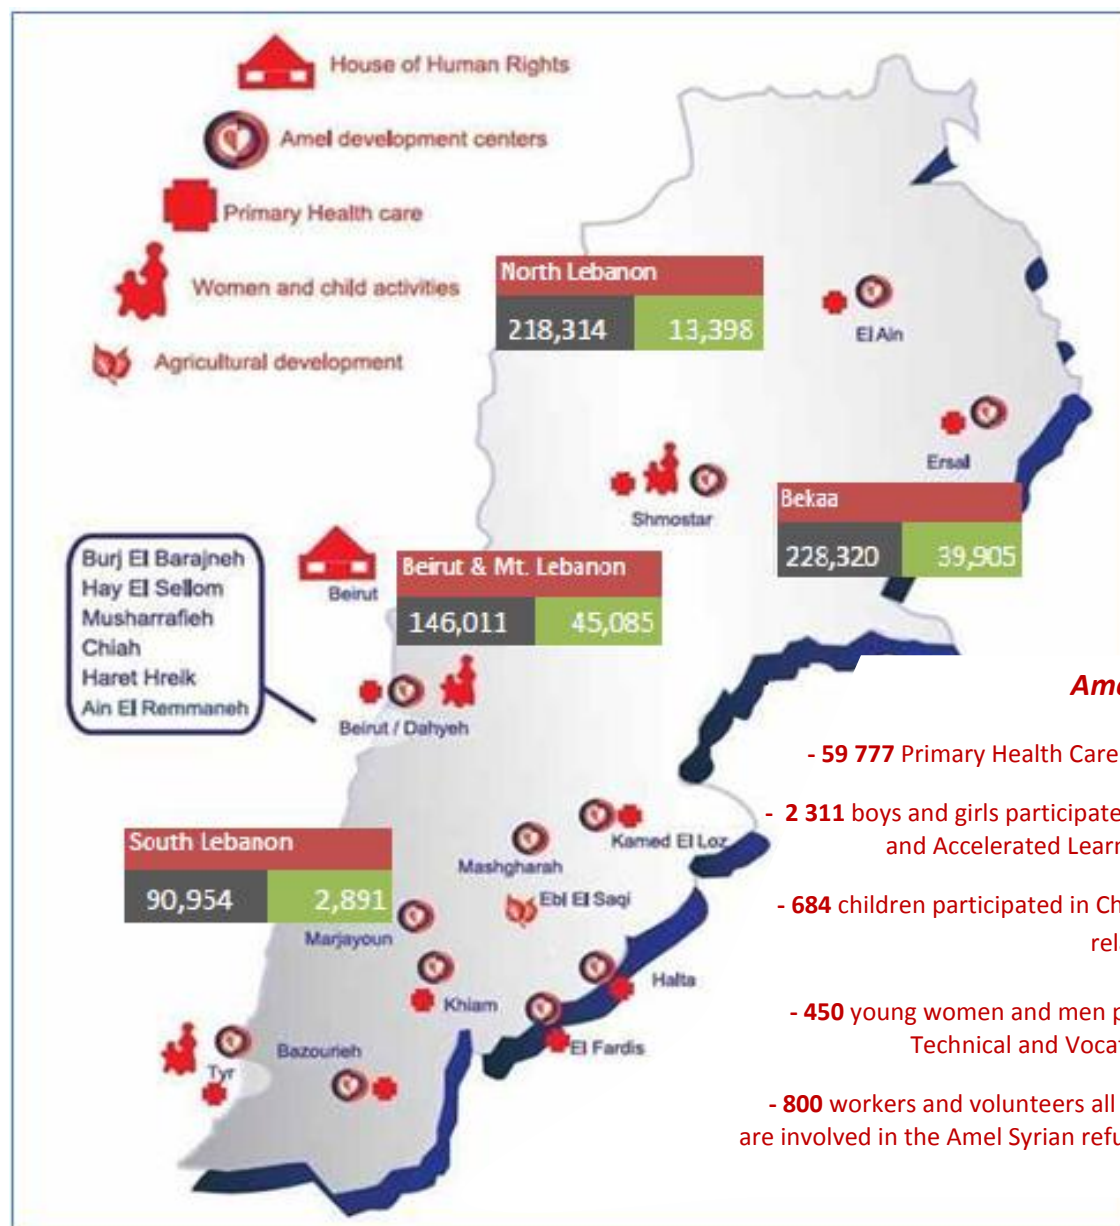 House of Human Rights
Amel development centers
Primary Health care
Women and child activities
Agricultural development
North Lebanon
218,314 13,398
El Ain
Ersal
Shmostar
Bekaa
228,320 39,905
Burj El Barajneh
Hay El Sellom
Musharrafieh
Chiah
Haret Hreik
Ain El Remmaneh
Beirut
Beirut & Mt. Lebanon
146,011 45,085
Beirut / Dahyeh
South Lebanon
90,954 2,891
Kamed El Loz
Mashgharah
Ebl El Saqi
Marjayoun
Khiam
Halta
El Fardis
Tyr
Bazourieh
- 59 777 Primary Health Care
- 2 311 boys and girls participate
and Accelerated Learn
- 684 children participated in Ch
rel
- 450 young women and men p
Technical and Vocat
- 800 workers and volunteers all
are involved in the Amel Syrian refu